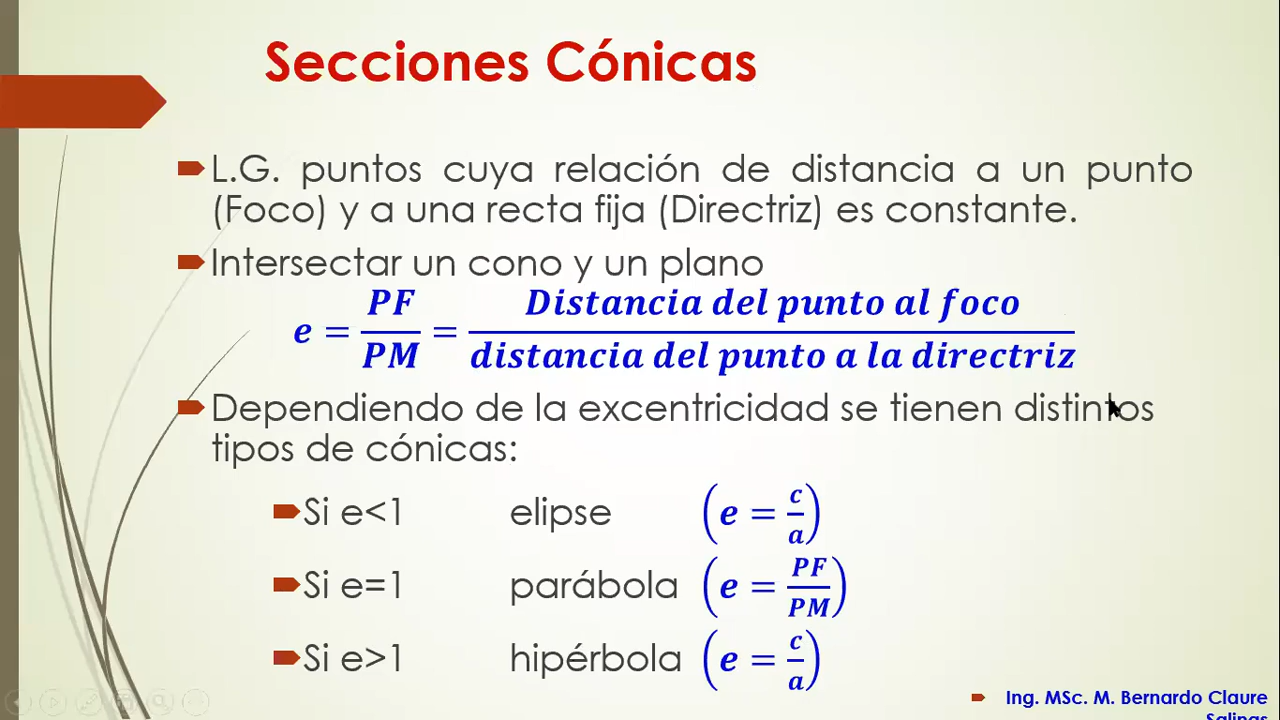 Secciones Cónicas
L.G. puntos cuya relación de distancia a un punto
(Foco) y a una recta fija (Directriz) es constante.
Intersectar un cono y un plano
e = PF/PM = Distancia del punto al foco/distancia del punto a la directriz
Dependiendo de la excentricidad se tienen distintos
tipos de cónicas:
Si e<1 elipse (e = c/a)
Si e=1 parábola (e = PF/PM)
Si e>1 hipérbola (e = c/a)
Ing. MSc. M. Bernardo Claure
Salinas